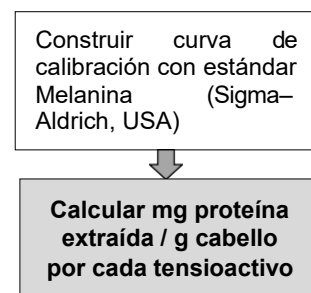 Construir curva de
calibración con estándar
Melanina (Sigma–
Aldrich, USA)
Calcular mg proteína
extraída / g cabello
por cada tensioactivo